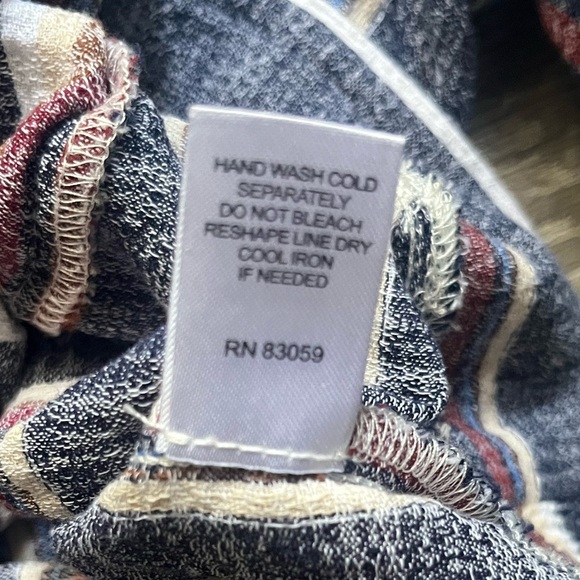 HAND WASH COLD
SEPARATELY
DO NOT BLEACH
RESHAPE LINE DRY
COOL IRON
IF NEEDED
RN 83059